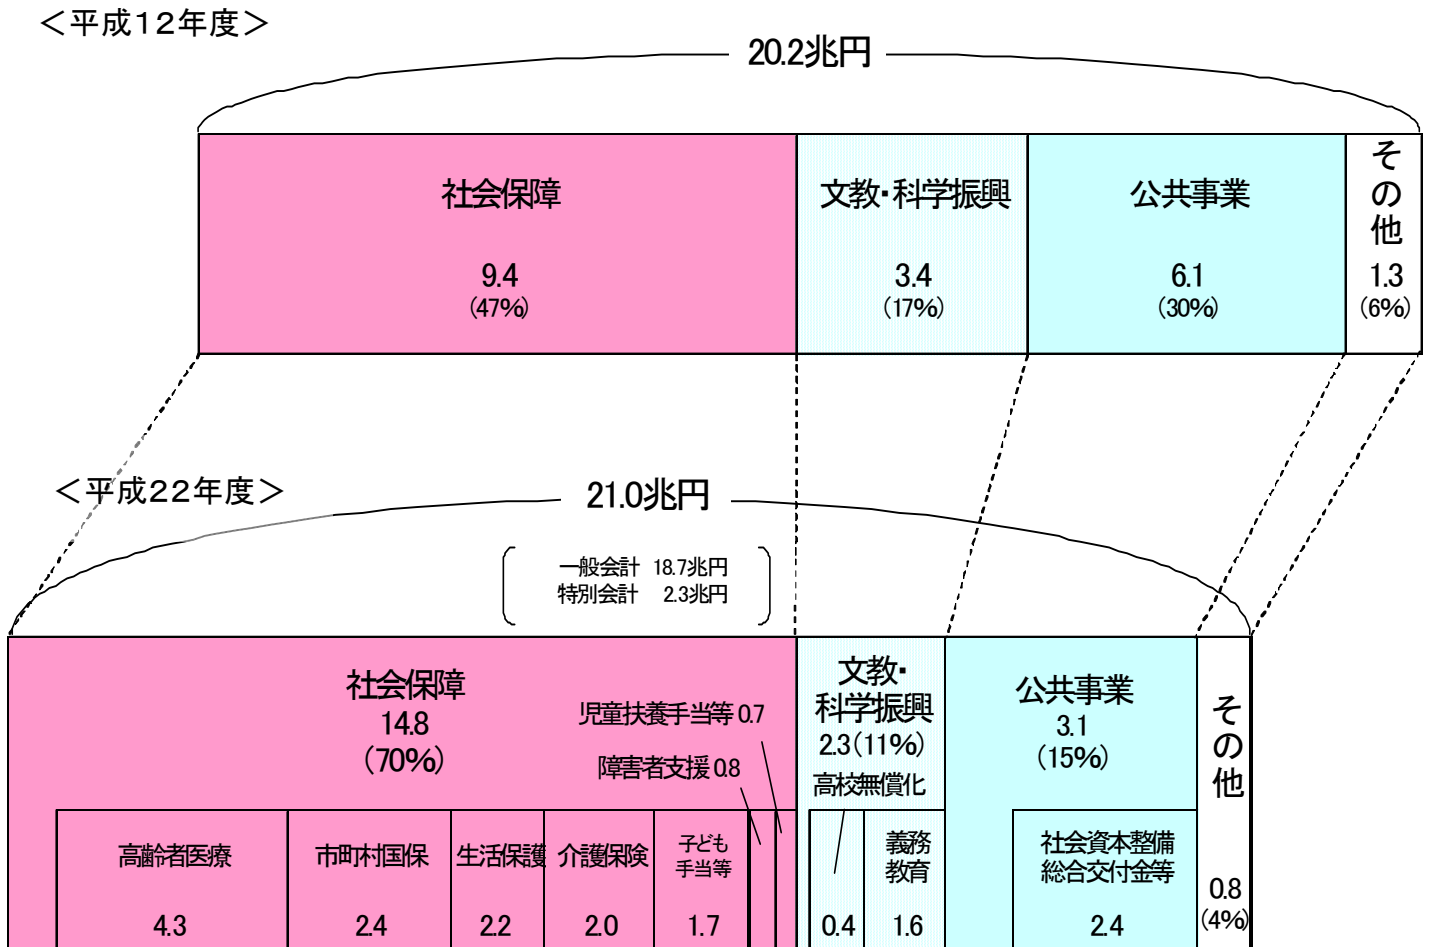 ＜平成１２年度＞
20.2兆円
社会保障
9.4
(47%)
文教・科学振興
3.4
(17%)
公共事業
6.1
(30%)
その他
1.3
(6%)
＜平成２２年度＞
21.0兆円
一般会計 18.7兆円
特別会計 2.3兆円
社会保障
14.8
(70%)
児童扶養手当等 0.7
障害者支援 0.8
高齢者医療
4.3
市町村国保
2.4
生活保護
2.2
介護保険
2.0
子ども
手当等
1.7
文教・
科学振興
2.3(11%)
高校無償化
0.4
義務
教育
1.6
公共事業
3.1
(15%)
社会資本整備
総合交付金等
2.4
その他
0.8
(4%)